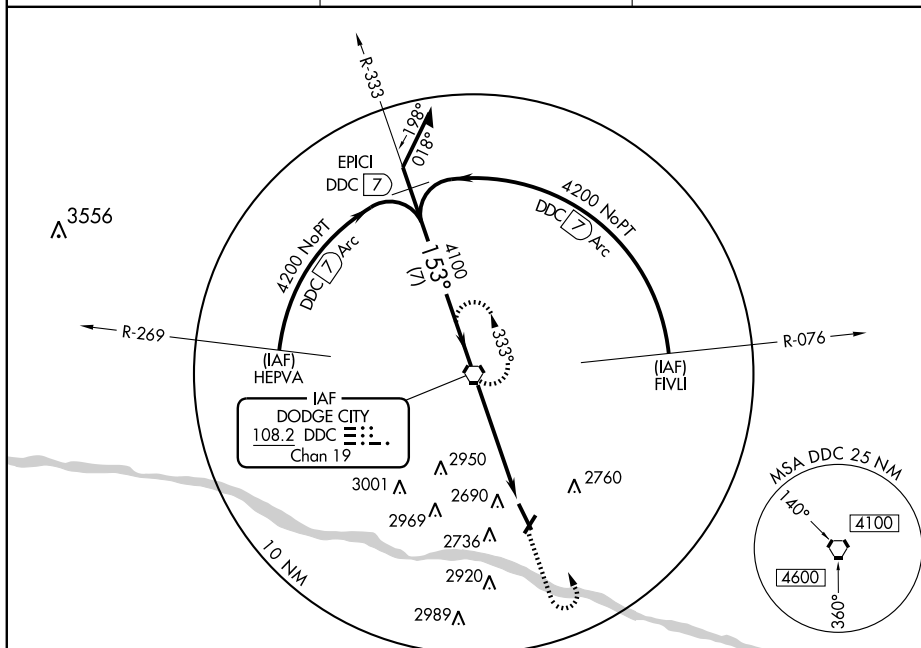 R-333
198°
018°
EPICI
DDC 7
3556
4200 NoPT
DDC 7 Arc
4200 NoPT
DDC 7 Arc
4100
153°
(7)
333°
R-269
R-076
(IAF)
HEPVA
(IAF)
FIVLI
IAF
DODGE CITY
108.2 DDC
Chan 19
2950
3001
2690
2760
2969
2736
2920
2989
10 NM
MSA DDC 25 NM
140°
4100
4600
360°